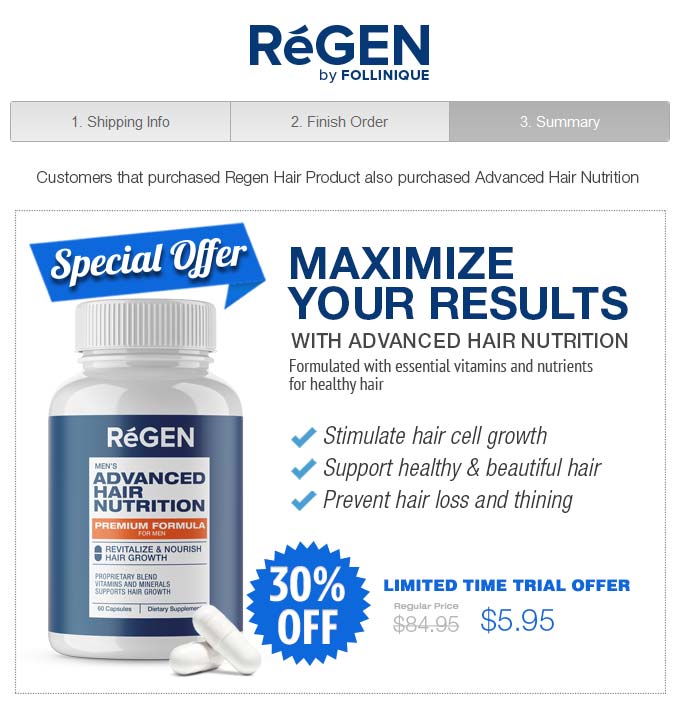 RéGEN
by FOLLINIQUE
1. Shipping Info
2. Finish Order
3. Summary
Customers that purchased Regen Hair Product also purchased Advanced Hair Nutrition
Special Offer
MAXIMIZE
YOUR RESULTS
WITH ADVANCED HAIR NUTRITION
Formulated with essential vitamins and nutrients
for healthy hair
Stimulate hair cell growth
Support healthy & beautiful hair
Prevent hair loss and thining
RéGEN
MEN'S
ADVANCED
HAIR
NUTRITION
PREMIUM FORMULA
FOR MEN
REVITALIZE & NOURISH
HAIR GROWTH
PROPRIETARY BLEND
VITAMINS AND MINERALS
SUPPORTS HAIR GROWTH
60 Capsules
Dietary Supplement
30%
OFF
LIMITED TIME TRIAL OFFER
Regular Price
$84.95
$5.95